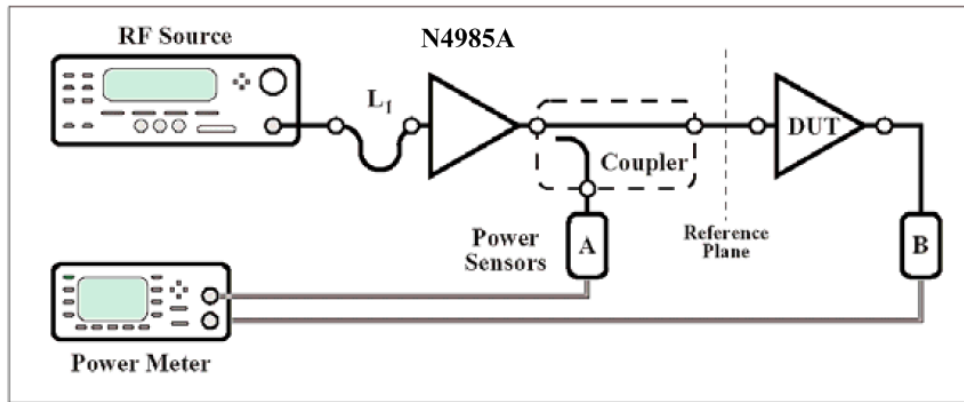 RF Source
N4985A
L1
DUT
Coupler
Reference
Plane
Power
Sensors
A
B
Power Meter